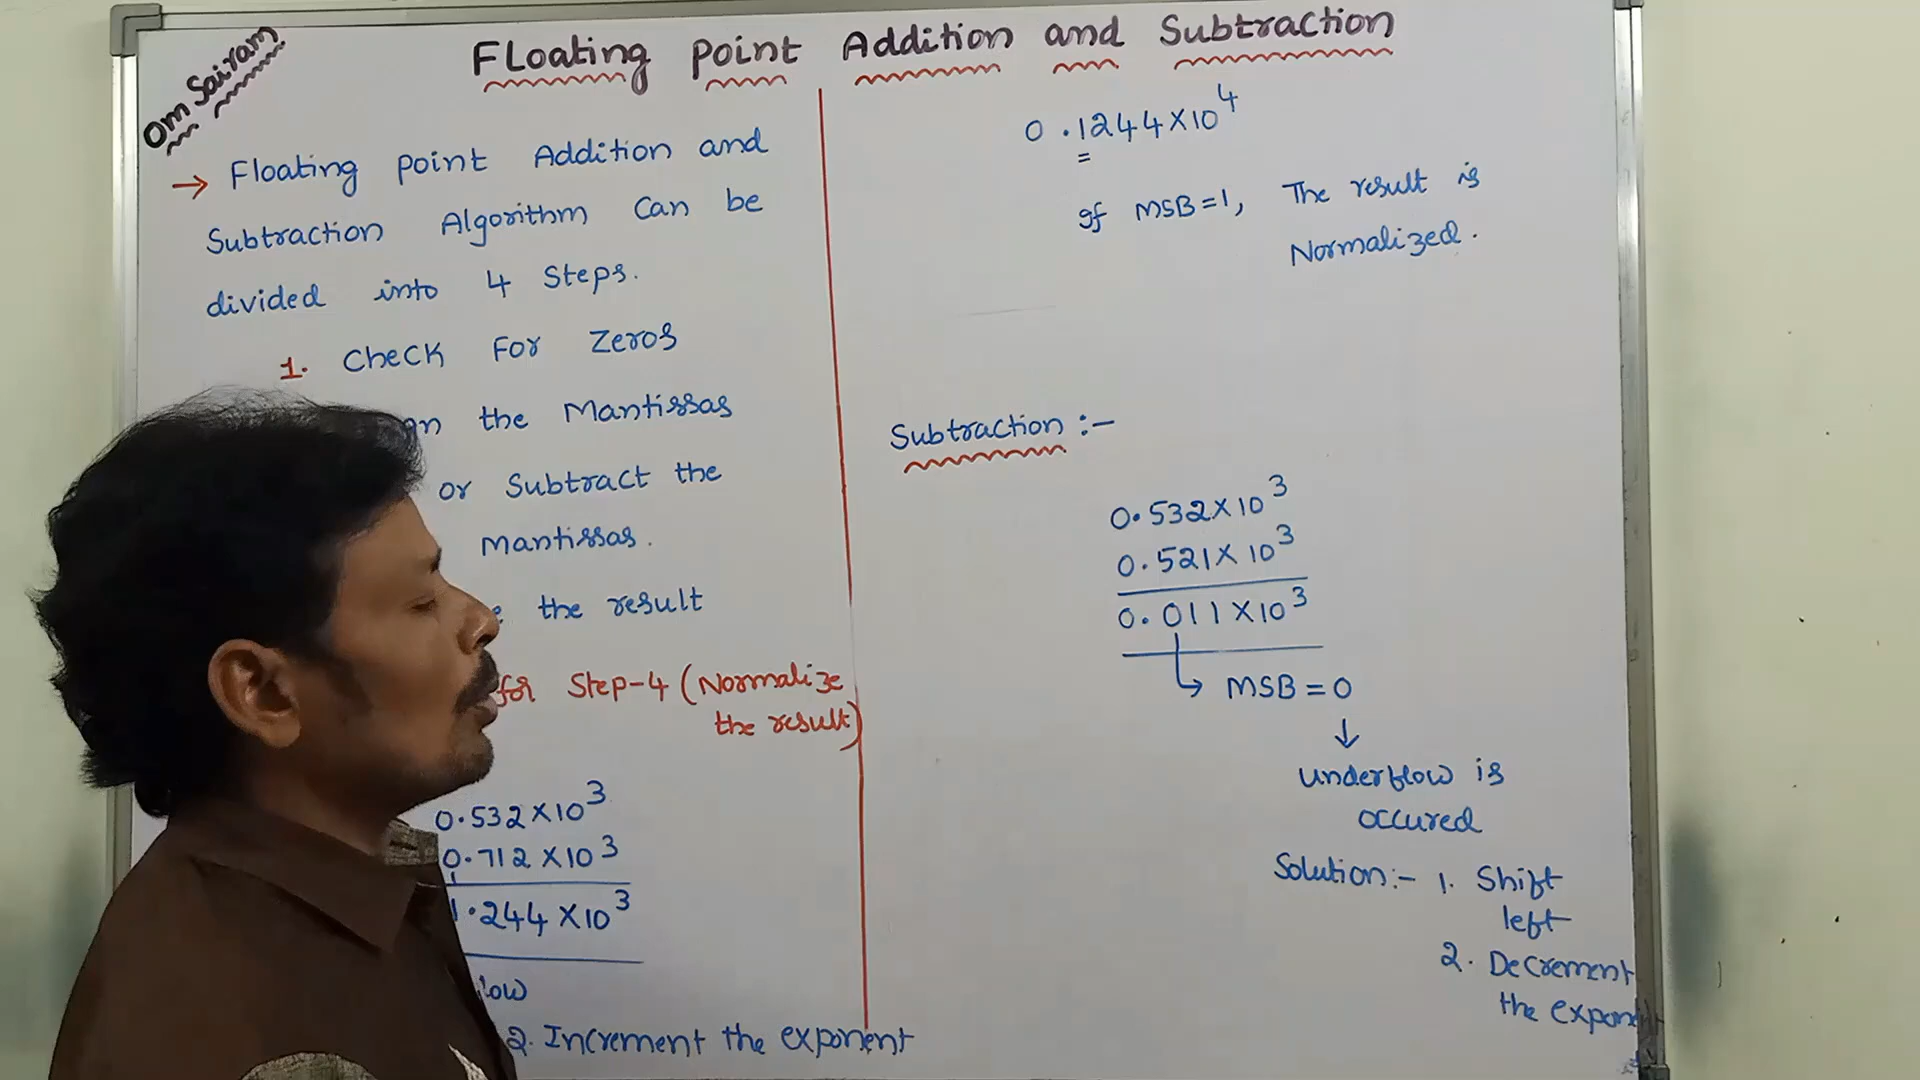 Om Sairam
Floating point Addition and Subtraction
→ Floating point Addition and
Subtraction Algorithm can be
divided into 4 Steps.
1. Check For Zeros
the Mantissas
or Subtract the
Mantissas.
the result
for Step-4 (Normalize
the result)
0.532×10³
0.712×10³
1.244×10³
2. Increment the exponent
0.1244×10⁴
If MSB=1, The result is
Normalized.
Subtraction :-
0.532×10³
0.521×10³
0.011×10³
MSB=0
↓
underflow is
occured
Solution:- 1. Shift
left
2. Decrement
the